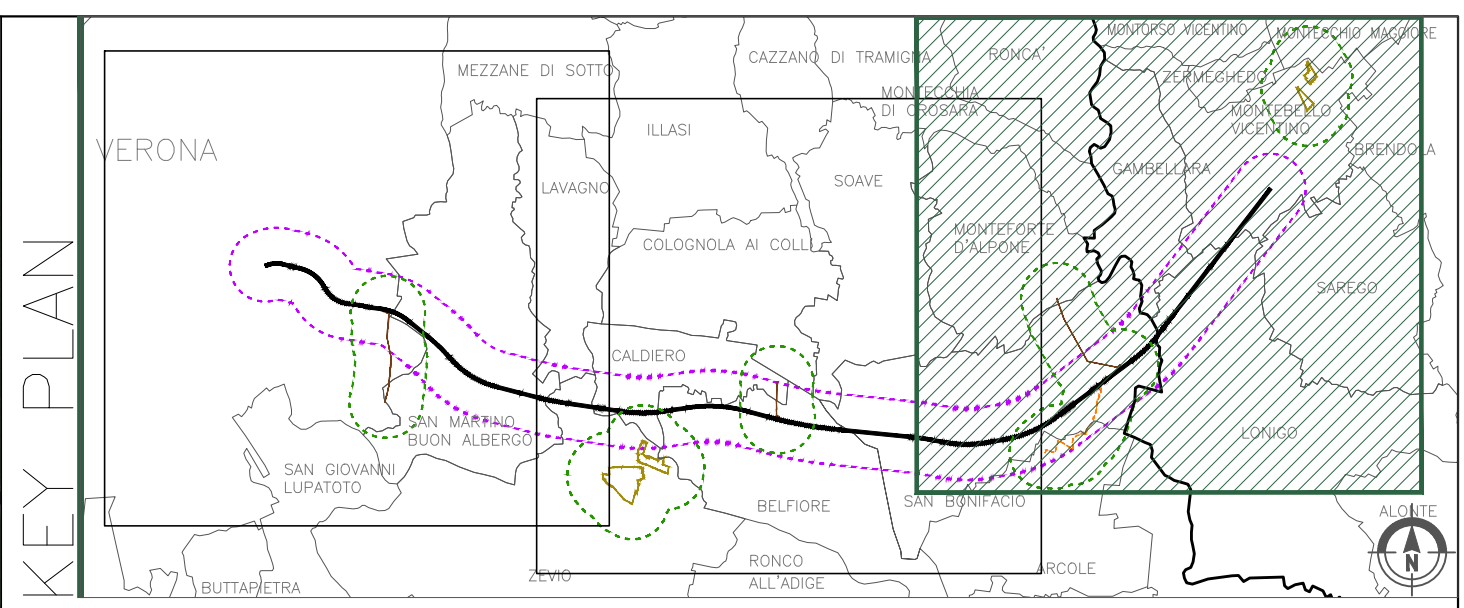 KEY PLAN
VERONA
MEZZANE DI SOTTO
CAZZANO DI TRAMIGNA
RONCA'
MONTORSO VICENTINO
MONTECCHIO MAGGIORE
ZERMEGHEDO
MONTECCHIA
DI CROSARA
MONTEBELLO
VICENTINO
ILLASI
BRENDOLA
LAVAGNO
SOAVE
GAMBELLARA
COLOGNOLA AI COLLI
MONTEFORTE
D'ALPONE
SAREGO
CALDIERO
SAN MARTINO
BUON ALBERGO
LONIGO
SAN GIOVANNI
LUPATOTO
BELFIORE
SAN BONIFACIO
ALONTE
N
RONCO
ALL'ADIGE
ZEVIO
ARCOLE
BUTTAPIETRA